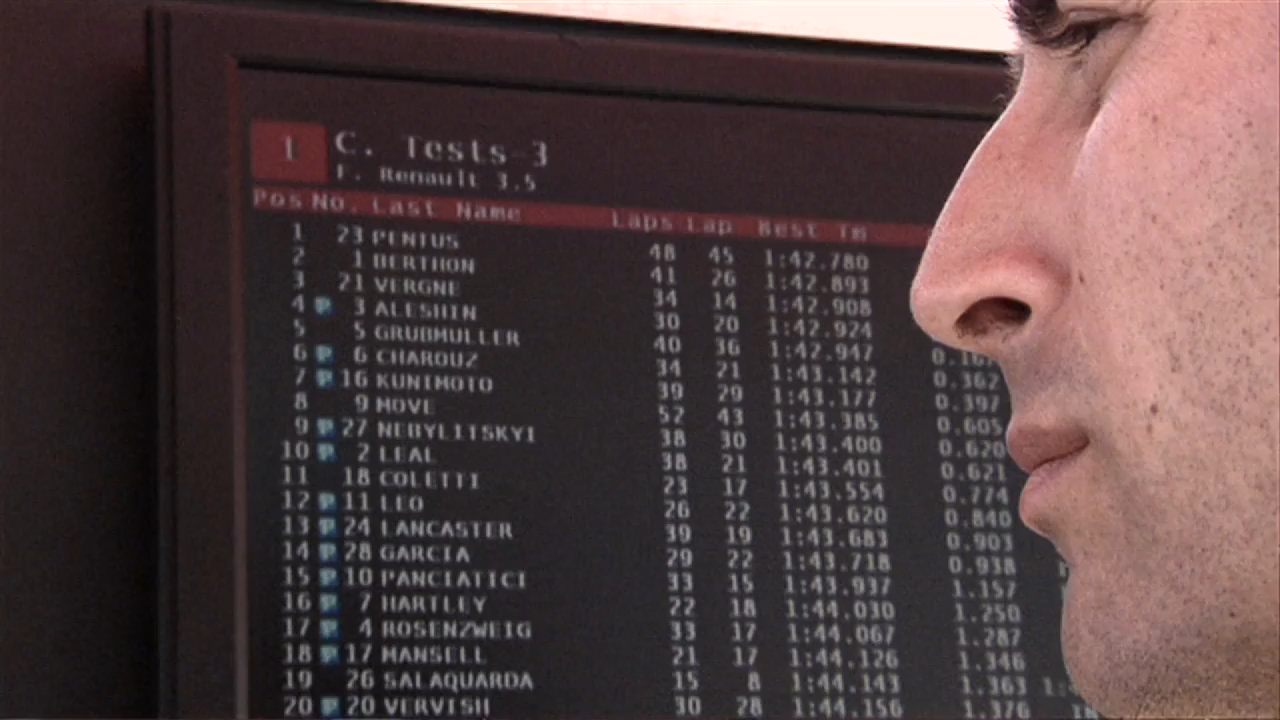 1 C. Tests-3
F. Renault 3.5
Pos No. Last Name Laps Lap Best Tm
1 23 PENTUS 48 45 1:42.780
2 1 BERTHON 41 26 1:42.893
3 21 VERGNE 34 14 1:42.908
4 P 3 ALESHIN 30 20 1:42.924
5 5 GRUBMULLER 40 36 1:42.947
6 P 6 CHAROUZ 34 21 1:43.142 0.362
7 P 16 KUNIMOTO 39 29 1:43.177 0.397
8 9 MOVE 52 43 1:43.385 0.605
9 P 27 NEBYLITSKYI 38 30 1:43.400 0.620
10 P 2 LEAL 38 21 1:43.401 0.621
11 18 COLETTI 23 17 1:43.554 0.774
12 P 11 LEO 26 22 1:43.620 0.840
13 P 24 LANCASTER 39 19 1:43.683 0.903
14 P 28 GARCIA 29 22 1:43.718 0.938
15 P 10 PANCIATICI 33 15 1:43.937 1.157
16 P 7 HARTLEY 22 18 1:44.030 1.250
17 P 4 ROSENZWEIG 33 17 1:44.067 1.287
18 P 17 MANSELL 21 17 1:44.126 1.346
19 26 SALAQUARDA 15 8 1:44.143 1.363
20 P 20 VERVISH 30 28 1:44.156 1.376